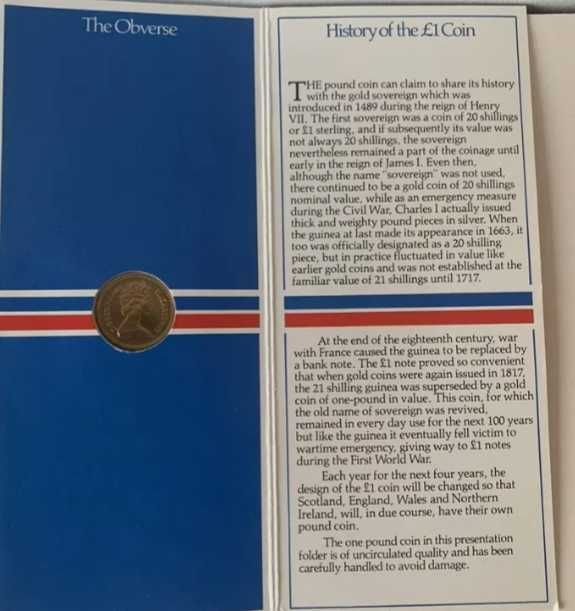 The Obverse
History of the £1 Coin
THE pound coin can claim to share its history
with the gold sovereign which was
introduced in 1489 during the reign of Henry
VII. The first sovereign was a coin of 20 shillings
or £1 sterling, and if subsequently its value was
not always 20 shillings, the sovereign
nevertheless remained a part of the coinage until
early in the reign of James I. Even then,
although the name "sovereign" was not used,
there continued to be a gold coin of 20 shillings
nominal value, while as an emergency measure
during the Civil War, Charles I actually issued
thick and weighty pound pieces in silver. When
the guinea at last made its appearance in 1663, it
too was officially designated as a 20 shilling
piece, but in practice fluctuated in value like
earlier gold coins and was not established at the
familiar value of 21 shillings until 1717.
At the end of the eighteenth century, war
with France caused the guinea to be replaced by
a bank note. The £1 note proved so convenient
that when gold coins were again issued in 1817,
the 21 shilling guinea was superseded by a gold
coin of one-pound in value. This coin, for which
the old name of sovereign was revived,
remained in every day use for the next 100 years
but like the guinea it eventually fell victim to
wartime emergency, giving way to £1 notes
during the First World War.
Each year for the next four years, the
design of the £1 coin will be changed so that
Scotland, England, Wales and Northern
Ireland, will, in due course, have their own
pound coin.
The one pound coin in this presentation
folder is of uncirculated quality and has been
carefully handled to avoid damage.